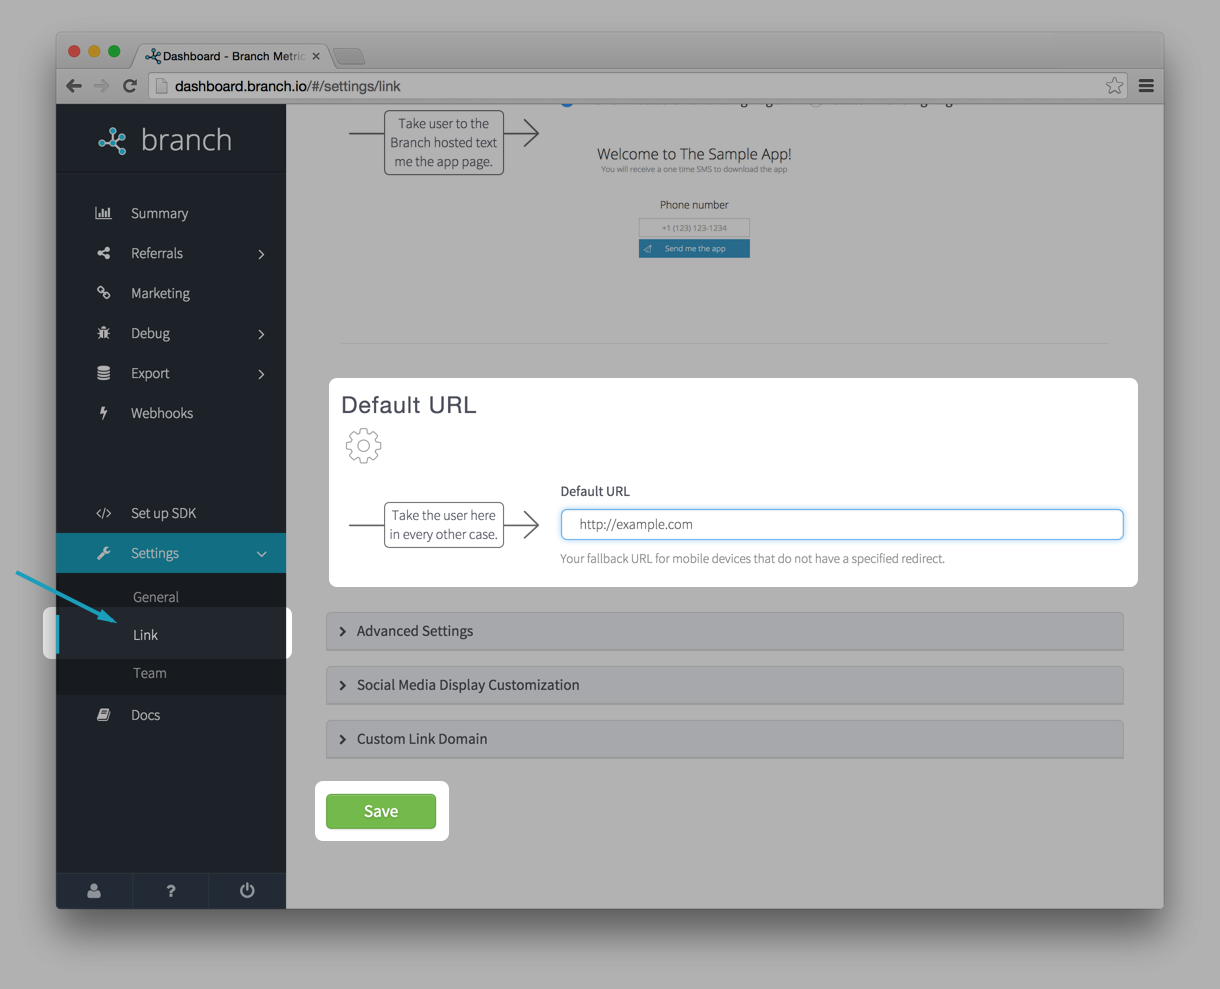 Dashboard - Branch Metric
dashboard.branch.io/#/settings/link
branch
Summary
Referrals
Marketing
Debug
Export
Webhooks
Set up SDK
Settings
General
Link
Team
Docs
?
Take user to the
Branch hosted text
me the app page.
Welcome to The Sample App!
You will receive a one time SMS to download the app
Phone number
+1 (123) 123-1234
Send me the app
Default URL
Take the user here
in every other case.
Default URL
http://example.com
Your fallback URL for mobile devices that do not have a specified redirect.
Advanced Settings
Social Media Display Customization
Custom Link Domain
Save